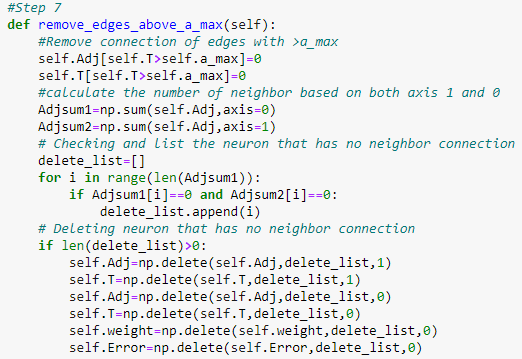 #Step 7
def remove_edges_above_a_max(self):
    #Remove connection of edges with >a_max
    self.Adj[self.T>self.a_max]=0
    self.T[self.T>self.a_max]=0
    #calculate the number of neighbor based on both axis 1 and 0
    Adjsum1=np.sum(self.Adj,axis=0)
    Adjsum2=np.sum(self.Adj,axis=1)
    # Checking and list the neuron that has no neighbor connection
    delete_list=[]
    for i in range(len(Adjsum1)):
        if Adjsum1[i]==0 and Adjsum2[i]==0:
            delete_list.append(i)
    # Deleting neuron that has no neighbor connection
    if len(delete_list)>0:
        self.Adj=np.delete(self.Adj,delete_list,1)
        self.T=np.delete(self.T,delete_list,1)
        self.Adj=np.delete(self.Adj,delete_list,0)
        self.T=np.delete(self.T,delete_list,0)
        self.weight=np.delete(self.weight,delete_list,0)
        self.Error=np.delete(self.Error,delete_list,0)